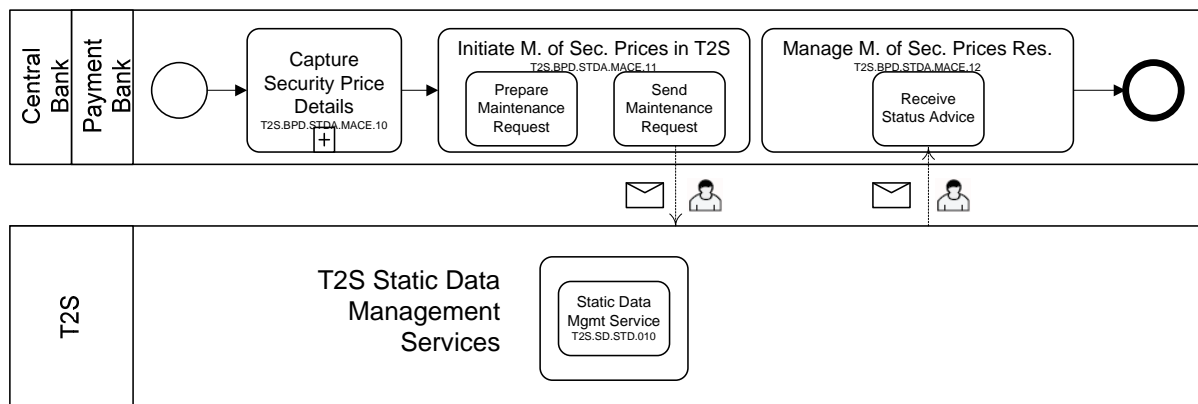 Central
Bank
Payment
Bank
Capture
Security Price
Details
T2S.BPD.STDA.MACE.10
+
Initiate M. of Sec. Prices in T2S
T2S.BPD.STDA.MACE.11
Prepare
Maintenance
Request
Send
Maintenance
Request
Manage M. of Sec. Prices Res.
T2S.BPD.STDA.MACE.12
Receive
Status Advice
T2S
T2S Static Data
Management
Services
Static Data
Mgmt Service
T2S.SD.STD.010